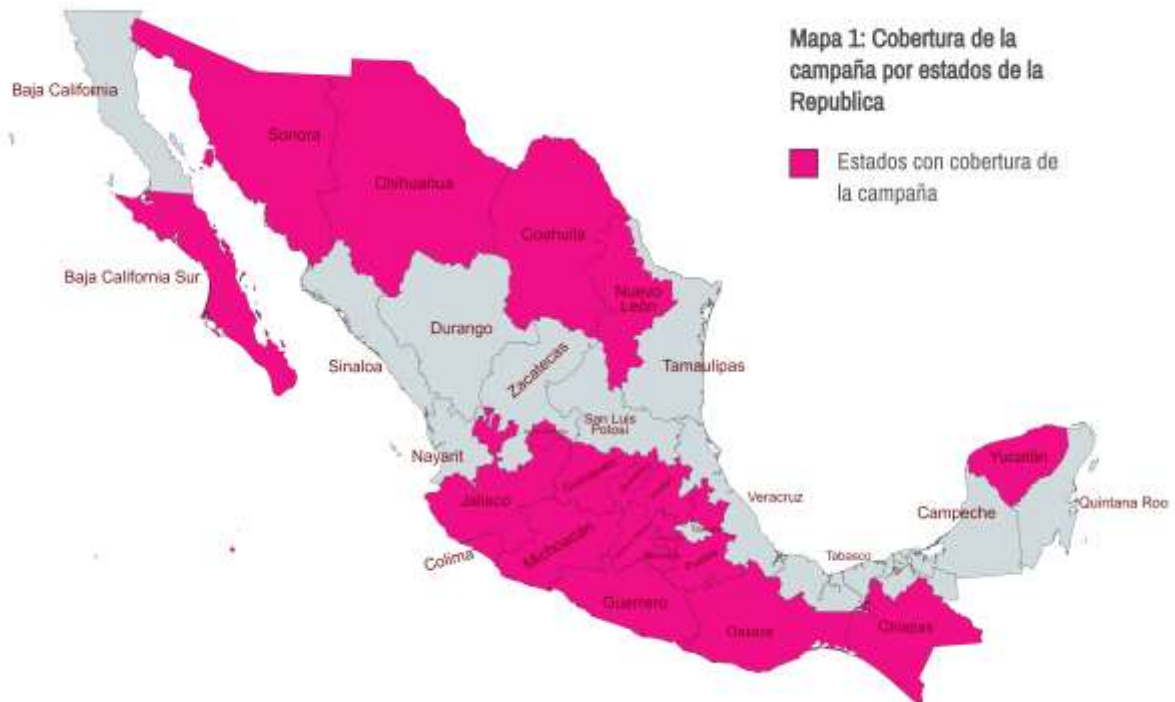 Mapa 1: Cobertura de la
campaña por estados de la
Republica
Estados con cobertura de
la campaña
Baja California
Sonora
Chihuahua
Coahuila
Baja California Sur
Nuevo
León
Durango
Sinaloa
Zacatecas
Tamaulipas
San Luis
Potosí
Nayarit
Yucatán
Jalisco
Veracruz
Quintana Roo
Campeche
Colima
Michoacán
Tabasco
Puebla
Guerrero
Oaxaca
Chiapas